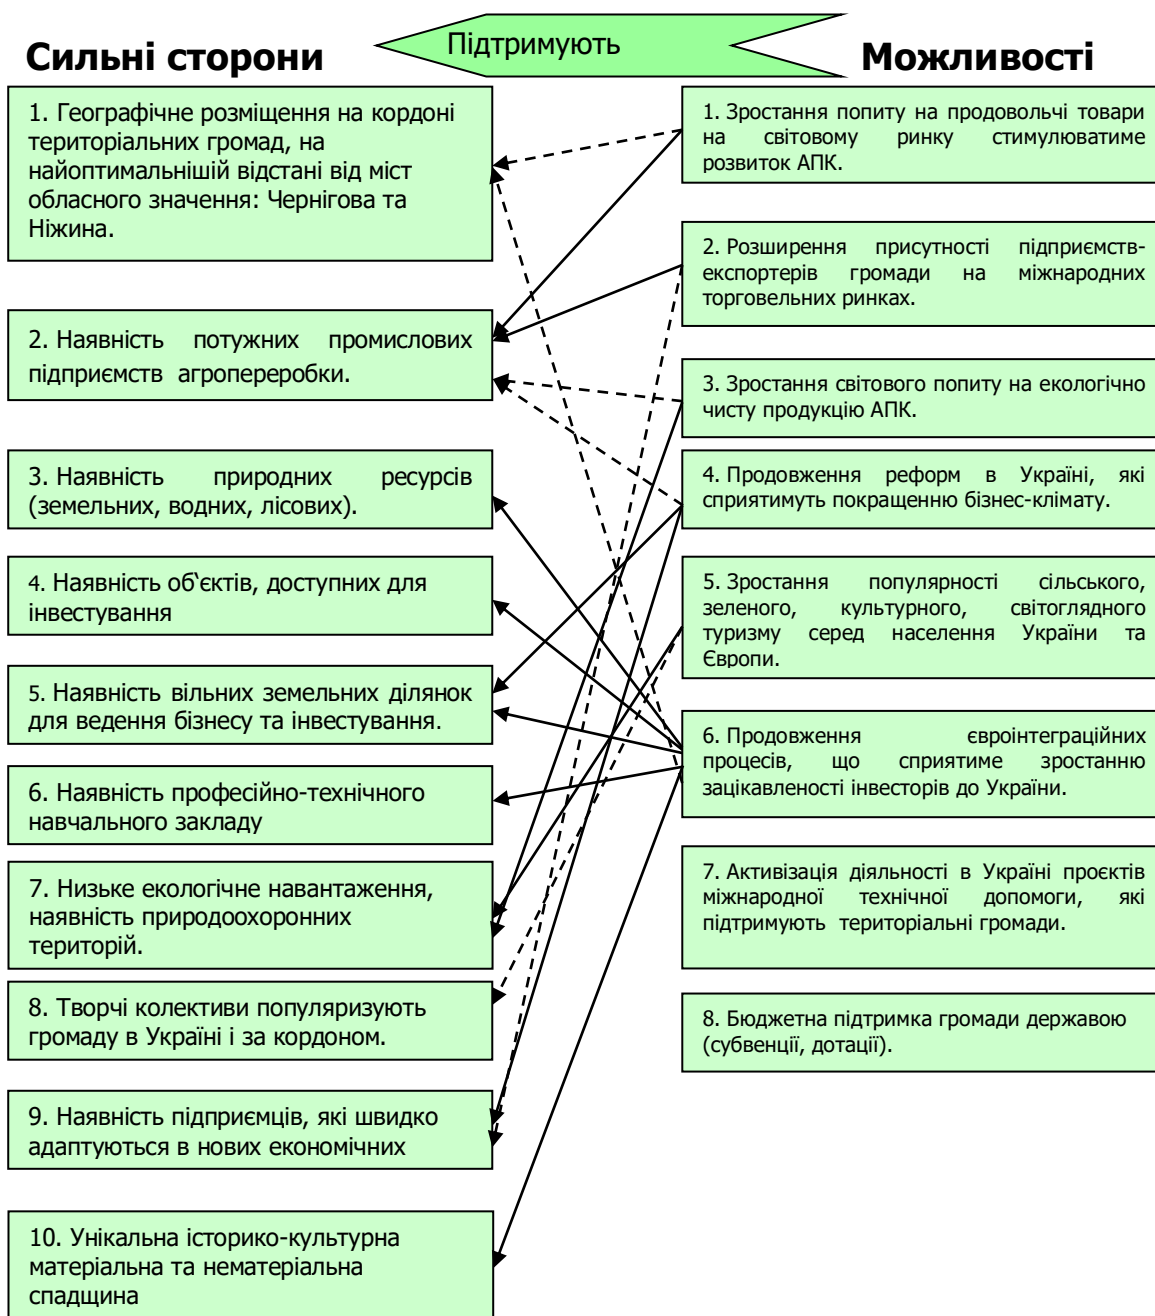 Сильні сторони
Підтримують
Можливості
1. Географічне розміщення на кордоні
територіальних громад, на
найоптимальнішій відстані від міст
обласного значення: Чернігова та
Ніжина.
2. Наявність потужних промислових
підприємств агропереробки.
3. Наявність природних ресурсів
(земельних, водних, лісових).
4. Наявність об‘єктів, доступних для
інвестування
5. Наявність вільних земельних ділянок
для ведення бізнесу та інвестування.
6. Наявність професійно-технічного
навчального закладу
7. Низьке екологічне навантаження,
наявність природоохоронних
територій.
8. Творчі колективи популяризують
громаду в Україні і за кордоном.
9. Наявність підприємців, які швидко
адаптуються в нових економічних
10. Унікальна історико-культурна
матеріальна та нематеріальна
спадщина
1. Зростання попиту на продовольчі товари
на світовому ринку стимулюватиме
розвиток АПК.
2. Розширення присутності підприємств-
експортерів громади на міжнародних
торговельних ринках.
3. Зростання світового попиту на екологічно
чисту продукцію АПК.
4. Продовження реформ в Україні, які
сприятимуть покращенню бізнес-клімату.
5. Зростання популярності сільського,
зеленого, культурного, світоглядного
туризму серед населення України та
Європи.
6. Продовження євроінтеграційних
процесів, що сприятиме зростанню
зацікавленості інвесторів до України.
7. Активізація діяльності в Україні проєктів
міжнародної технічної допомоги, які
підтримують територіальні громади.
8. Бюджетна підтримка громади державою
(субвенції, дотації).